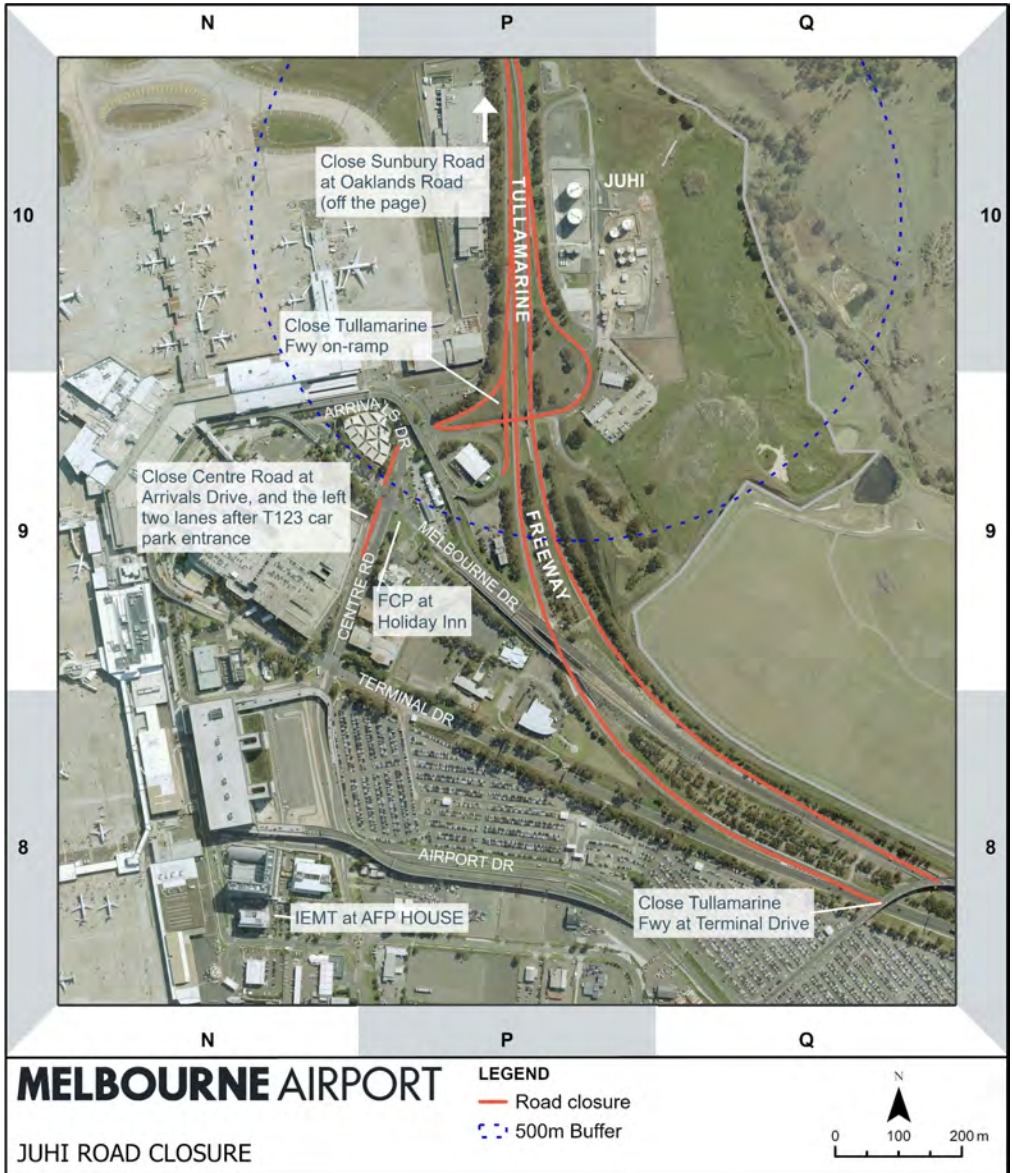 N P Q
Close Sunbury Road
at Oaklands Road
(off the page)
JUHI
10 10
TULLAMARINE
Close Tullamarine
Fwy on-ramp
ARRIVALS DR
Close Centre Road at
Arrivals Drive, and the left
two lanes after T123 car
park entrance
9 9
MELBOURNE DR
FREEWAY
CENTRE RD
FCP at
Holiday Inn
TERMINAL DR
8 8
AIRPORT DR
Close Tullamarine
Fwy at Terminal Drive
IEMT at AFP HOUSE
N P Q
MELBOURNE AIRPORT
JUHI ROAD CLOSURE
LEGEND
Road closure
500m Buffer
N
0 100 200 m